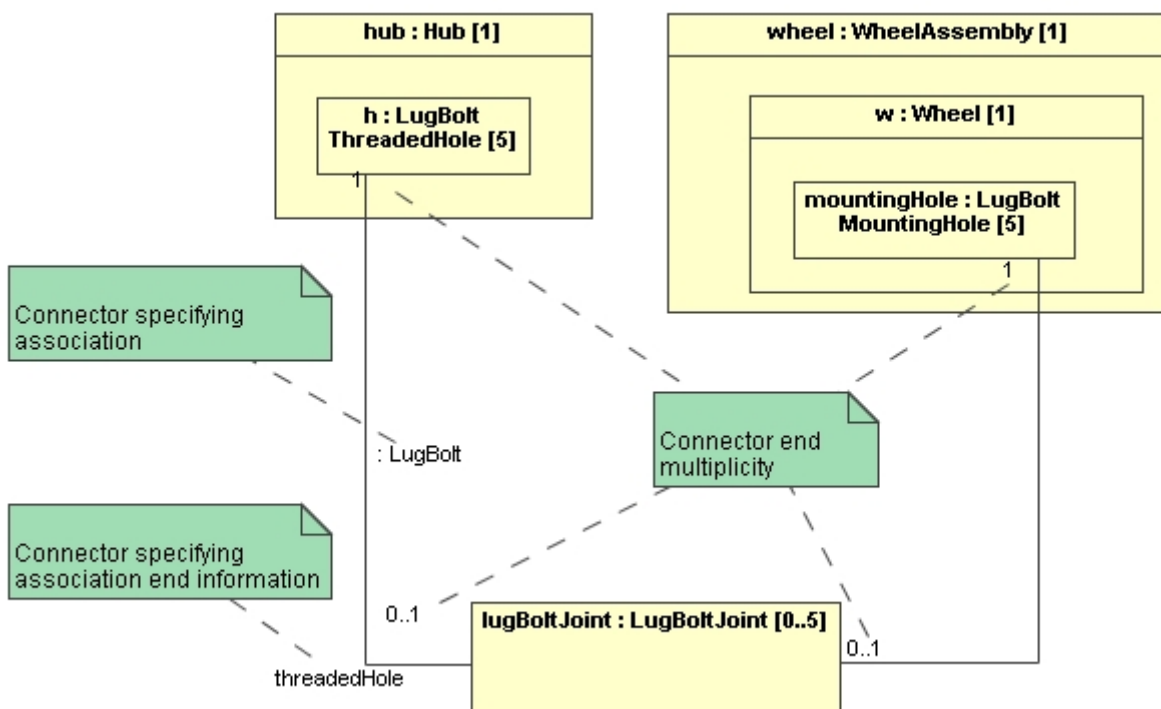 hub : Hub [1]
wheel : WheelAssembly [1]
h : LugBolt
ThreadedHole [5]
1
w : Wheel [1]
mountingHole : LugBolt
MountingHole [5]
1
Connector specifying
association
: LugBolt
Connector end
multiplicity
Connector specifying
association end information
threadedHole
0..1
lugBoltJoint : LugBoltJoint [0..5]
0..1